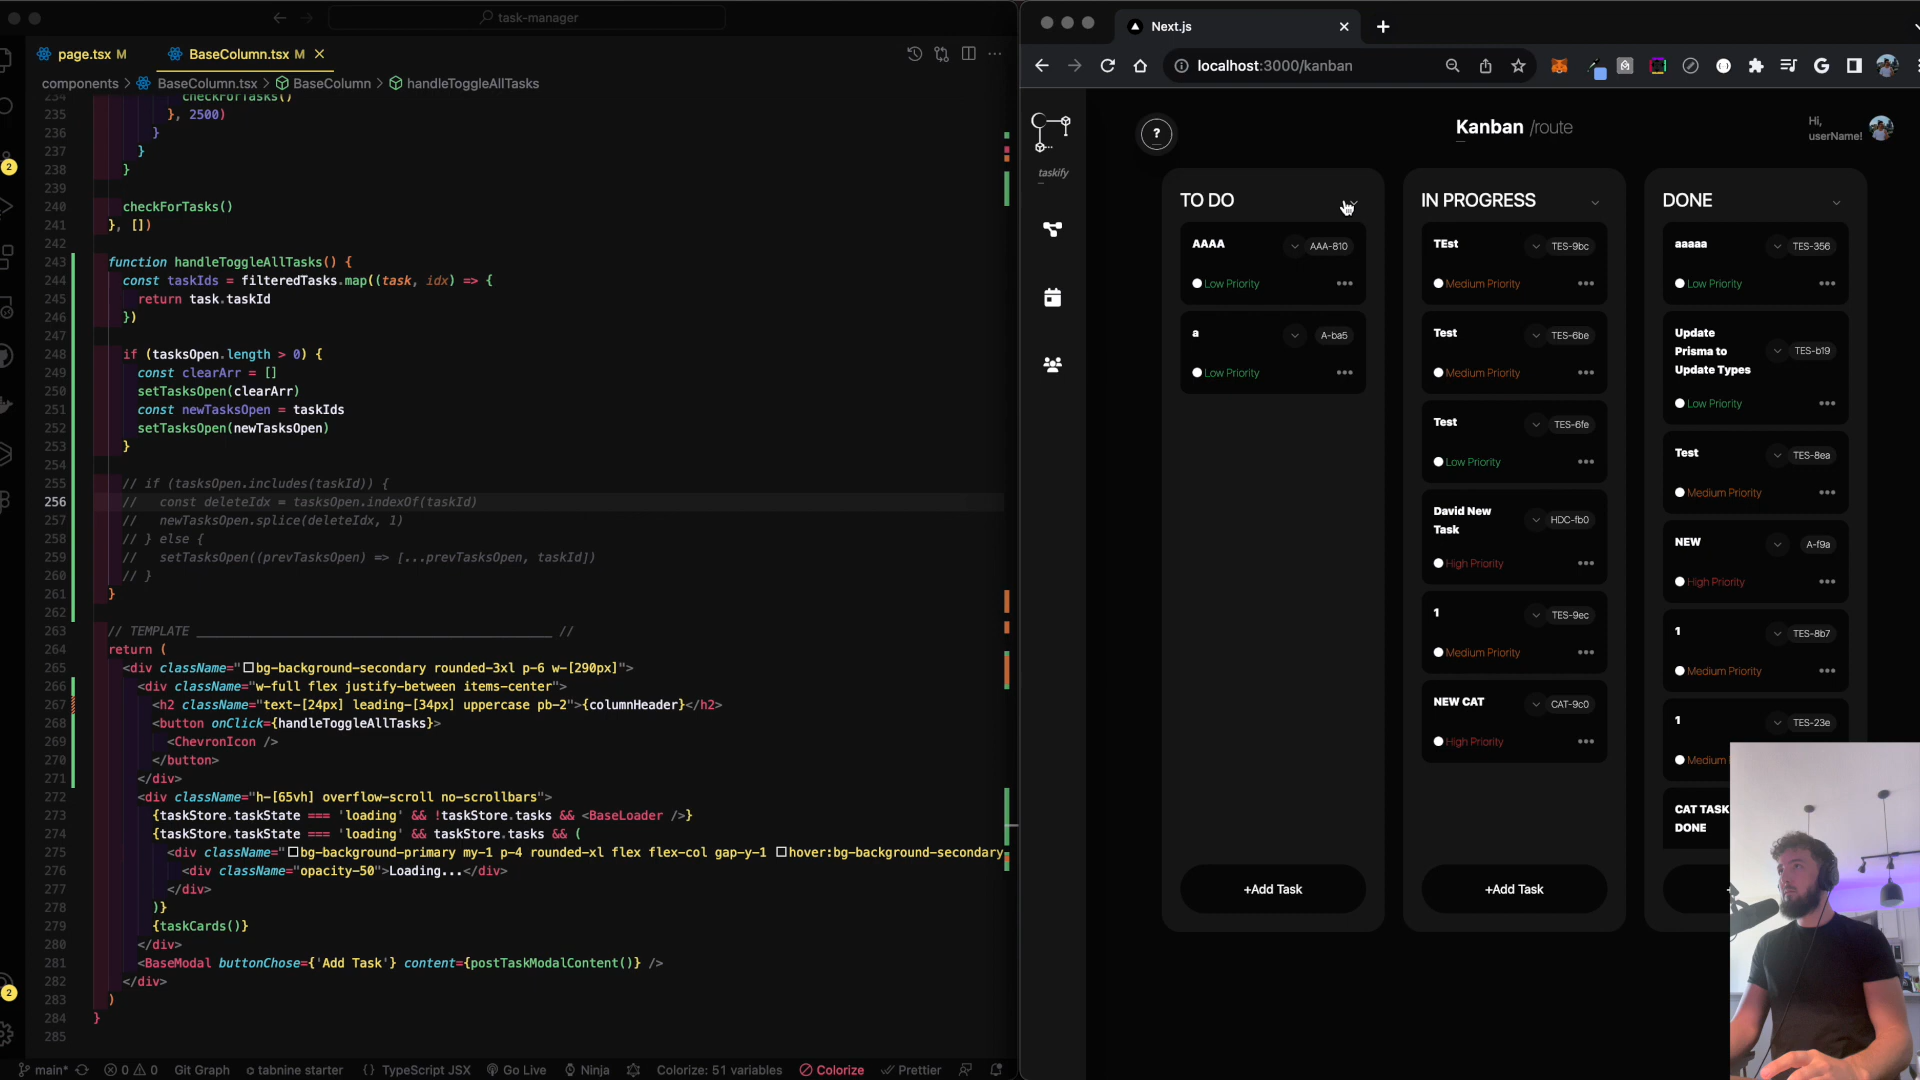 task-manager
page.tsx M
BaseColumn.tsx M
components > BaseColumn.tsx > BaseColumn > handleToggleAllTasks
234 checkForTasks()
235 }, 2500)
236 }
237 }
238 }
239
240 checkForTasks()
241 }, [])
242
243 function handleToggleAllTasks() {
244 const taskIds = filteredTasks.map((task, idx) => {
245 return task.taskId
246 })
247
248 if (tasksOpen.length > 0) {
249 const clearArr = []
250 setTasksOpen(clearArr)
251 const newTasksOpen = taskIds
252 setTasksOpen(newTasksOpen)
253 }
254
255 // if (tasksOpen.includes(taskId)) {
256 // const deleteIdx = tasksOpen.indexOf(taskId)
257 // newTasksOpen.splice(deleteIdx, 1)
258 // } else {
259 // setTasksOpen((prevTasksOpen) => [...prevTasksOpen, taskId])
260 // }
261 }
262
263 // TEMPLATE ________________________________________________ //
264 return (
265 <div className="bg-background-secondary rounded-3xl p-6 w-[290px]">
266 <div className="w-full flex justify-between items-center">
267 <h2 className="text-[24px] leading-[34px] uppercase pb-2">{columnHeader}</h2>
268 <button onClick={handleToggleAllTasks}>
269 <ChevronIcon />
270 </button>
271 </div>
272 <div className="h-[65vh] overflow-scroll no-scrollbars">
273 {taskStore.taskState === 'loading' && !taskStore.tasks && <BaseLoader />}
274 {taskStore.taskState === 'loading' && taskStore.tasks && (
275 <div className="bg-background-primary my-1 p-4 rounded-xl flex flex-col gap-y-1 hover:bg-background-secondary
276 <div className="opacity-50">Loading...</div>
277 </div>
278 )}
279 {taskCards()}
280 </div>
281 <BaseModal buttonChose={'Add Task'} content={postTaskModalContent()} />
282 </div>
283 )
284 }
285
2
2
main*
0 0
Git Graph
tabnine starter
{ } TypeScript JSX
Go Live
Ninja
Colorize: 51 variables
Colorize
Prettier
Next.js
localhost:3000/kanban
taskify
?
Kanban /route
Hi,
userName!
TO DO
AAAA
AAA-810
Low Priority
a
A-ba5
Low Priority
+Add Task
IN PROGRESS
TEst
TES-9bc
Medium Priority
Test
TES-6be
Medium Priority
Test
TES-6fe
Low Priority
David New
Task
HDC-fb0
High Priority
1
TES-9ec
Medium Priority
NEW CAT
CAT-9c0
High Priority
+Add Task
DONE
aaaaa
TES-356
Low Priority
Update
Prisma to
Update Types
TES-b19
Low Priority
Test
TES-8ea
Medium Priority
NEW
A-f9a
High Priority
1
TES-8b7
Medium Priority
1
TES-23e
Medium
CAT TASK
DONE